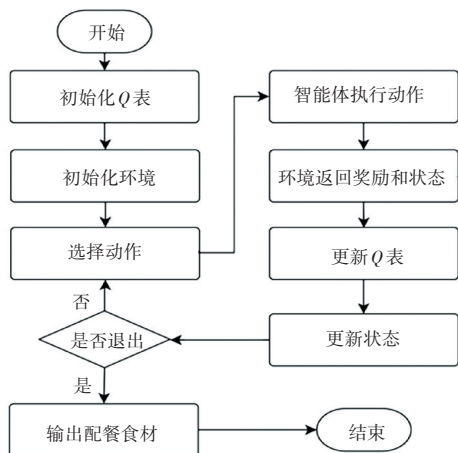 开始
初始化Q表
初始化环境
选择动作
智能体执行动作
环境返回奖励和状态
更新Q表
更新状态
否
是否退出
是
输出配餐食材
结束